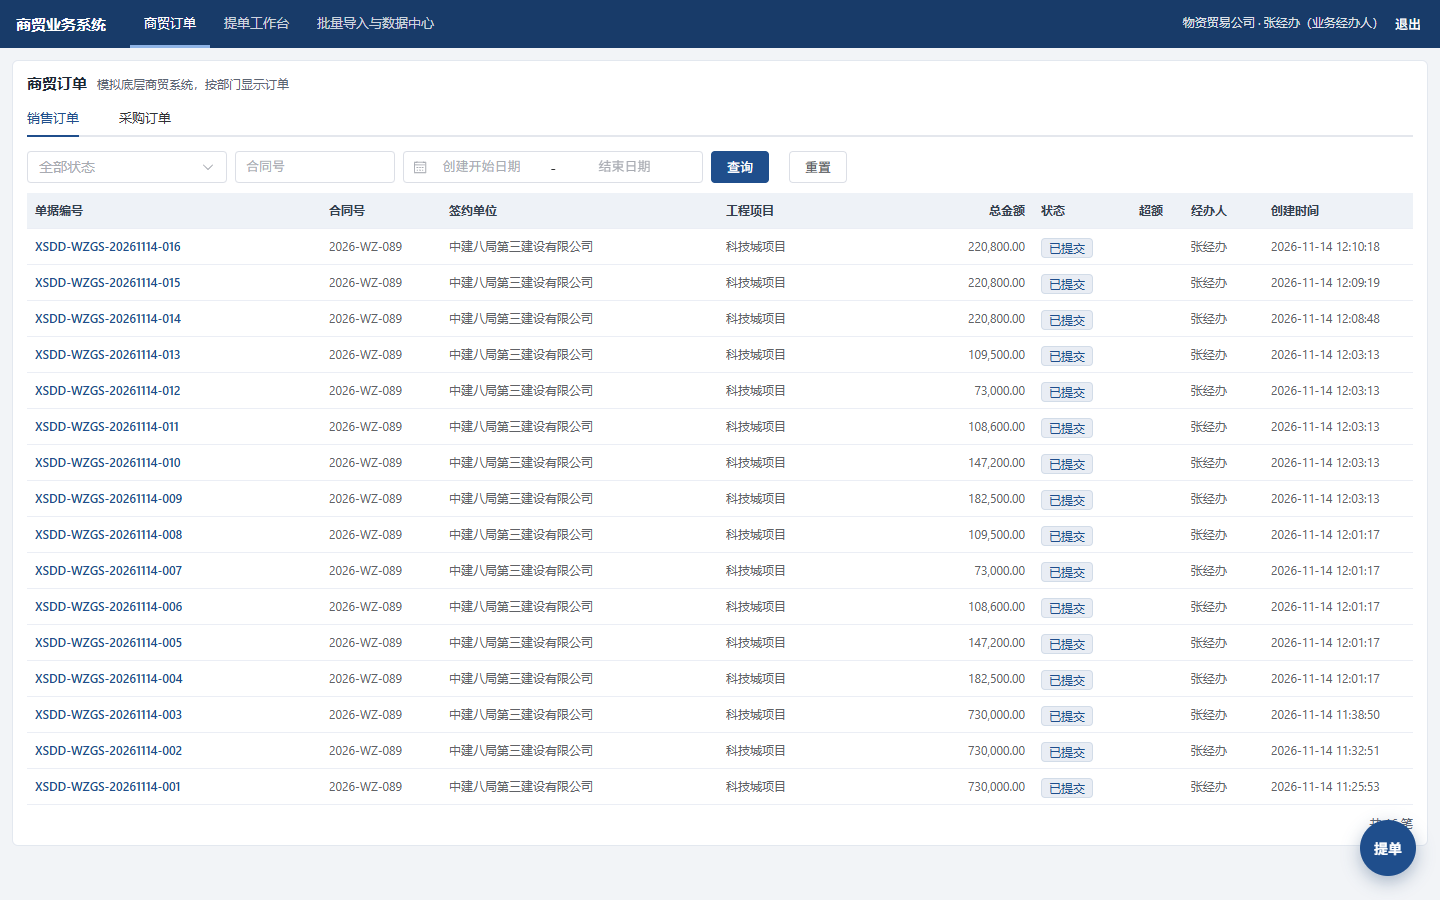 商贸业务系统 商贸订单 提单工作台 批量导入与数据中心 物资贸易公司 · 张经办（业务经办人） 退出
商贸订单 模拟底层商贸系统，按部门显示订单
销售订单 采购订单
全部状态 合同号 创建开始日期 - 结束日期 查询 重置
单据编号 合同号 签约单位 工程项目 总金额 状态 超额 经办人 创建时间
XSDD-WZGS-20261114-016 2026-WZ-089 中建八局第三建设有限公司 科技城项目 220,800.00 已提交 张经办 2026-11-14 12:10:18
XSDD-WZGS-20261114-015 2026-WZ-089 中建八局第三建设有限公司 科技城项目 220,800.00 已提交 张经办 2026-11-14 12:09:19
XSDD-WZGS-20261114-014 2026-WZ-089 中建八局第三建设有限公司 科技城项目 220,800.00 已提交 张经办 2026-11-14 12:08:48
XSDD-WZGS-20261114-013 2026-WZ-089 中建八局第三建设有限公司 科技城项目 109,500.00 已提交 张经办 2026-11-14 12:03:13
XSDD-WZGS-20261114-012 2026-WZ-089 中建八局第三建设有限公司 科技城项目 73,000.00 已提交 张经办 2026-11-14 12:03:13
XSDD-WZGS-20261114-011 2026-WZ-089 中建八局第三建设有限公司 科技城项目 108,600.00 已提交 张经办 2026-11-14 12:03:13
XSDD-WZGS-20261114-010 2026-WZ-089 中建八局第三建设有限公司 科技城项目 147,200.00 已提交 张经办 2026-11-14 12:03:13
XSDD-WZGS-20261114-009 2026-WZ-089 中建八局第三建设有限公司 科技城项目 182,500.00 已提交 张经办 2026-11-14 12:03:13
XSDD-WZGS-20261114-008 2026-WZ-089 中建八局第三建设有限公司 科技城项目 109,500.00 已提交 张经办 2026-11-14 12:01:17
XSDD-WZGS-20261114-007 2026-WZ-089 中建八局第三建设有限公司 科技城项目 73,000.00 已提交 张经办 2026-11-14 12:01:17
XSDD-WZGS-20261114-006 2026-WZ-089 中建八局第三建设有限公司 科技城项目 108,600.00 已提交 张经办 2026-11-14 12:01:17
XSDD-WZGS-20261114-005 2026-WZ-089 中建八局第三建设有限公司 科技城项目 147,200.00 已提交 张经办 2026-11-14 12:01:17
XSDD-WZGS-20261114-004 2026-WZ-089 中建八局第三建设有限公司 科技城项目 182,500.00 已提交 张经办 2026-11-14 12:01:17
XSDD-WZGS-20261114-003 2026-WZ-089 中建八局第三建设有限公司 科技城项目 730,000.00 已提交 张经办 2026-11-14 11:38:50
XSDD-WZGS-20261114-002 2026-WZ-089 中建八局第三建设有限公司 科技城项目 730,000.00 已提交 张经办 2026-11-14 11:32:51
XSDD-WZGS-20261114-001 2026-WZ-089 中建八局第三建设有限公司 科技城项目 730,000.00 已提交 张经办 2026-11-14 11:25:53
笔
提单